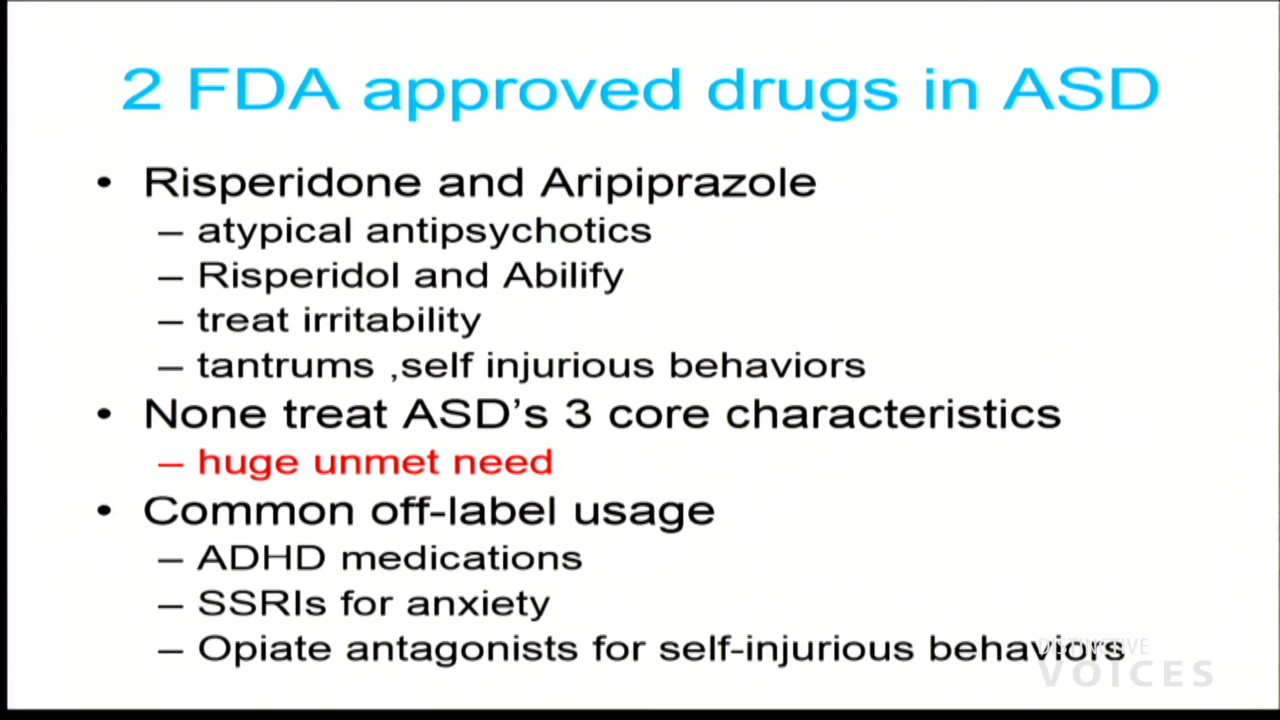 2 FDA approved drugs in ASD
• Risperidone and Aripiprazole
– atypical antipsychotics
– Risperidol and Abilify
– treat irritability
– tantrums ,self injurious behaviors
• None treat ASD’s 3 core characteristics
– huge unmet need
• Common off-label usage
– ADHD medications
– SSRIs for anxiety
– Opiate antagonists for self-injurious behaviors
DISTINCTIVE
VOICES